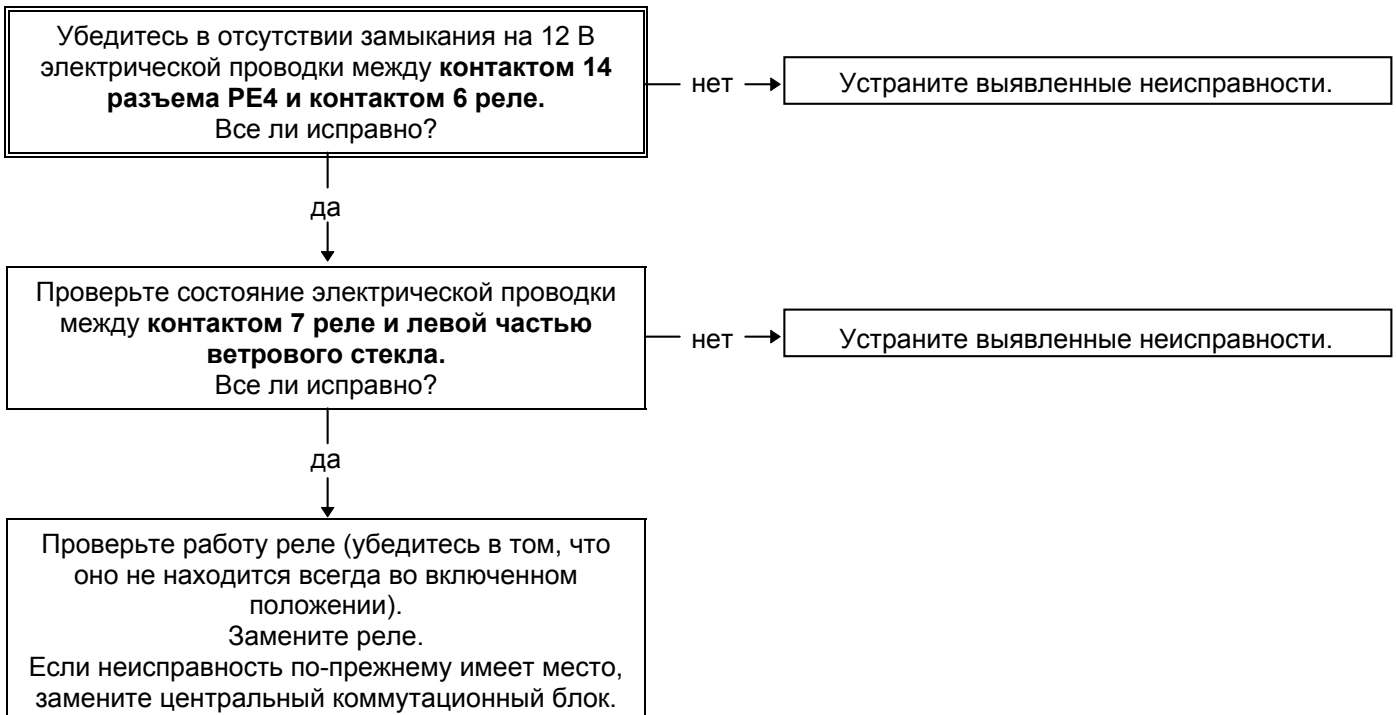 Убедитесь в отсутствии замыкания на 12 В
электрической проводки между контактом 14
разъема PE4 и контактом 6 реле.
Все ли исправно?
нет
Устраните выявленные неисправности.
да
Проверьте состояние электрической проводки
между контактом 7 реле и левой частью
ветрового стекла.
Все ли исправно?
нет
Устраните выявленные неисправности.
да
Проверьте работу реле (убедитесь в том, что
оно не находится всегда во включенном
положении).
Замените реле.
Если неисправность по-прежнему имеет место,
замените центральный коммутационный блок.